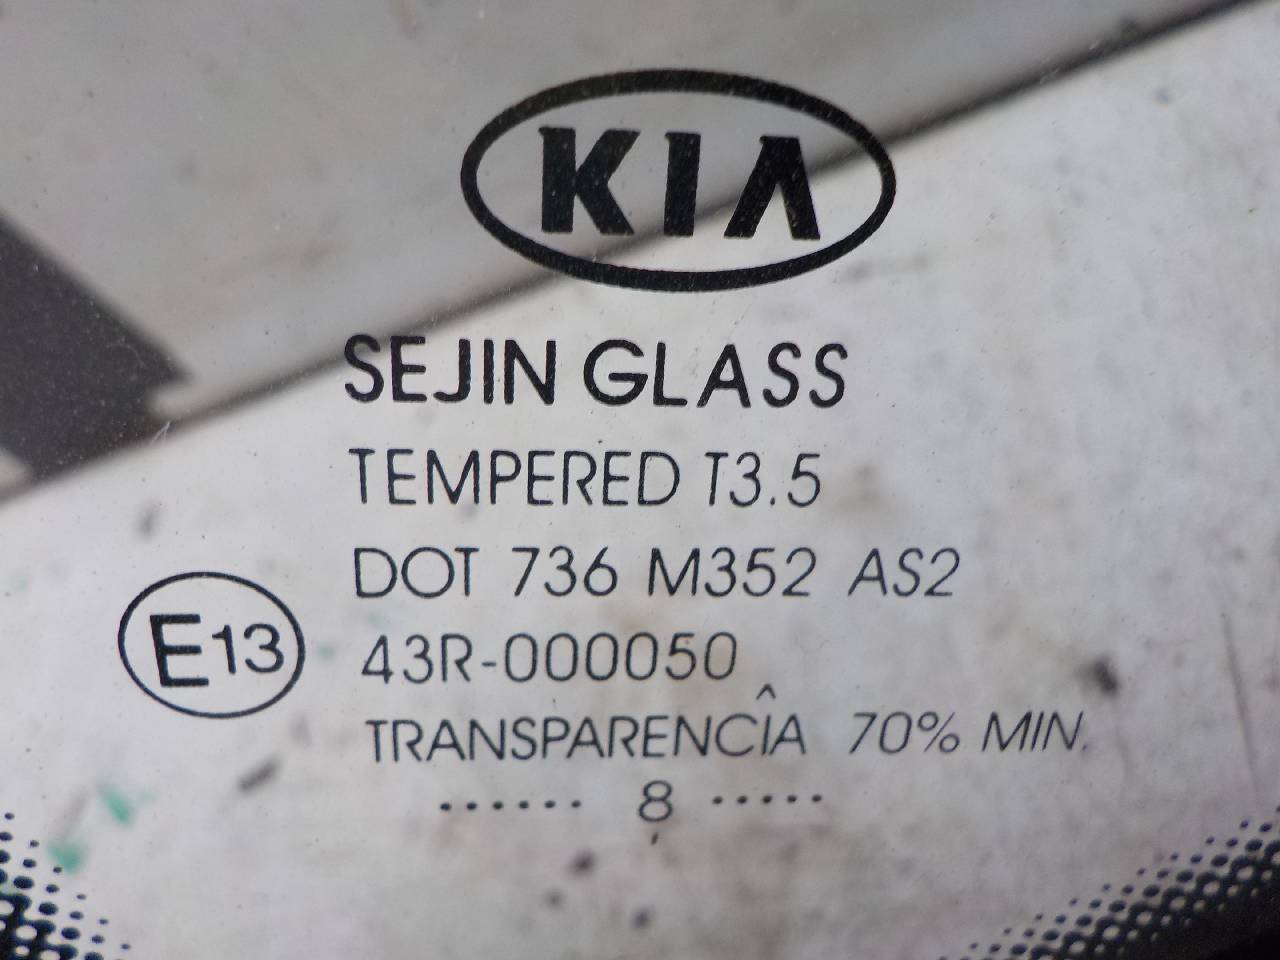 KIA
SEJIN GLASS
TEMPERED T3.5
DOT 736 M352 AS2
E13 43R-000050
TRANSPARENCÎA 70% MIN.
...... 8 .....